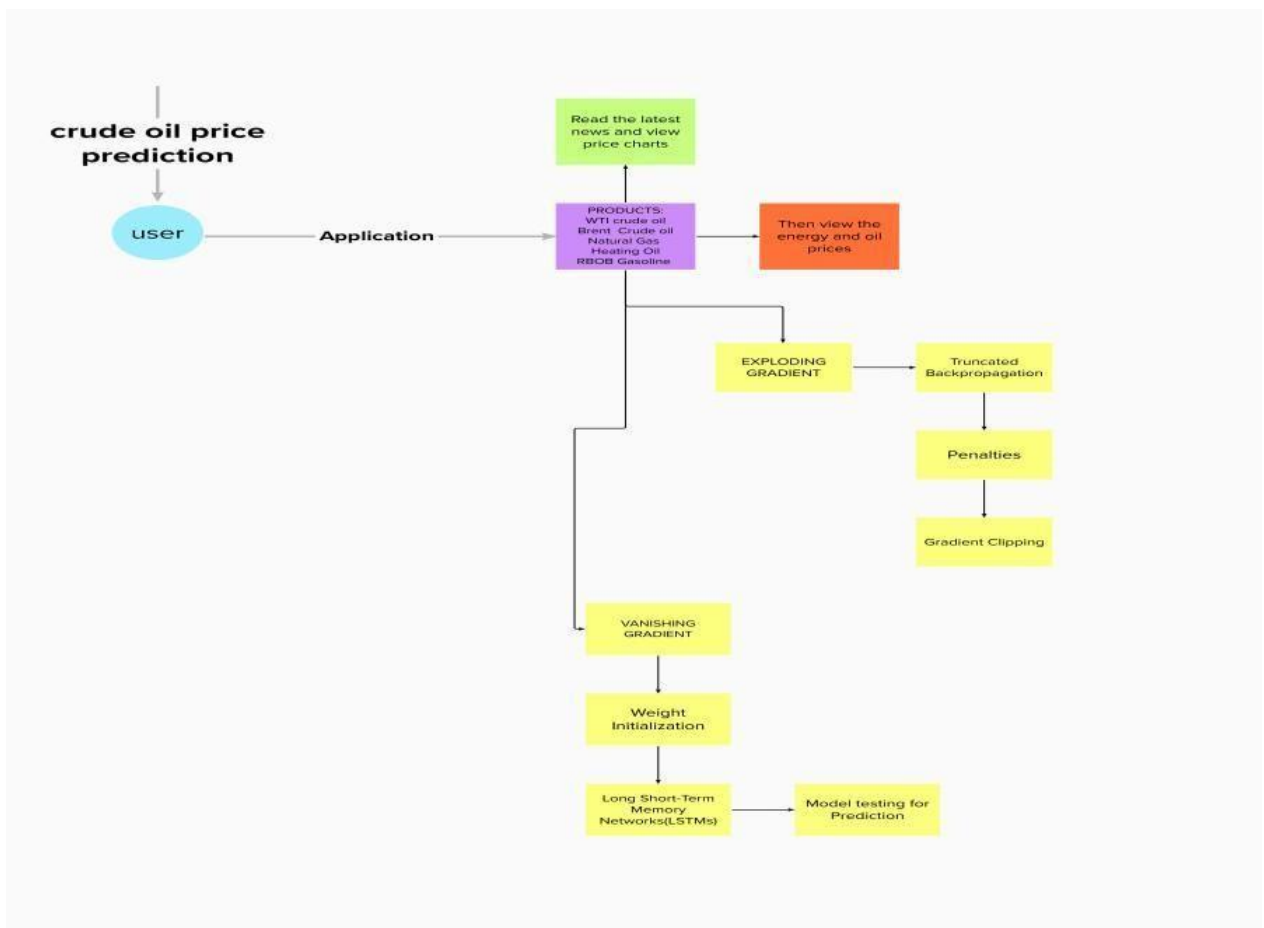 crude oil price
prediction
user
Application
Read the latest
news and view
price charts
PRODUCTS:
WTI crude oil
Brent Crude oil
Natural Gas
Heating Oil
RBOB Gasoline
Then view the
energy and oil
prices
EXPLODING
GRADIENT
Truncated
Backpropagation
Penalties
Gradient Clipping
VANISHING
GRADIENT
Weight
Initialization
Long Short-Term
Memory
Networks(LSTMs)
Model testing for
Prediction